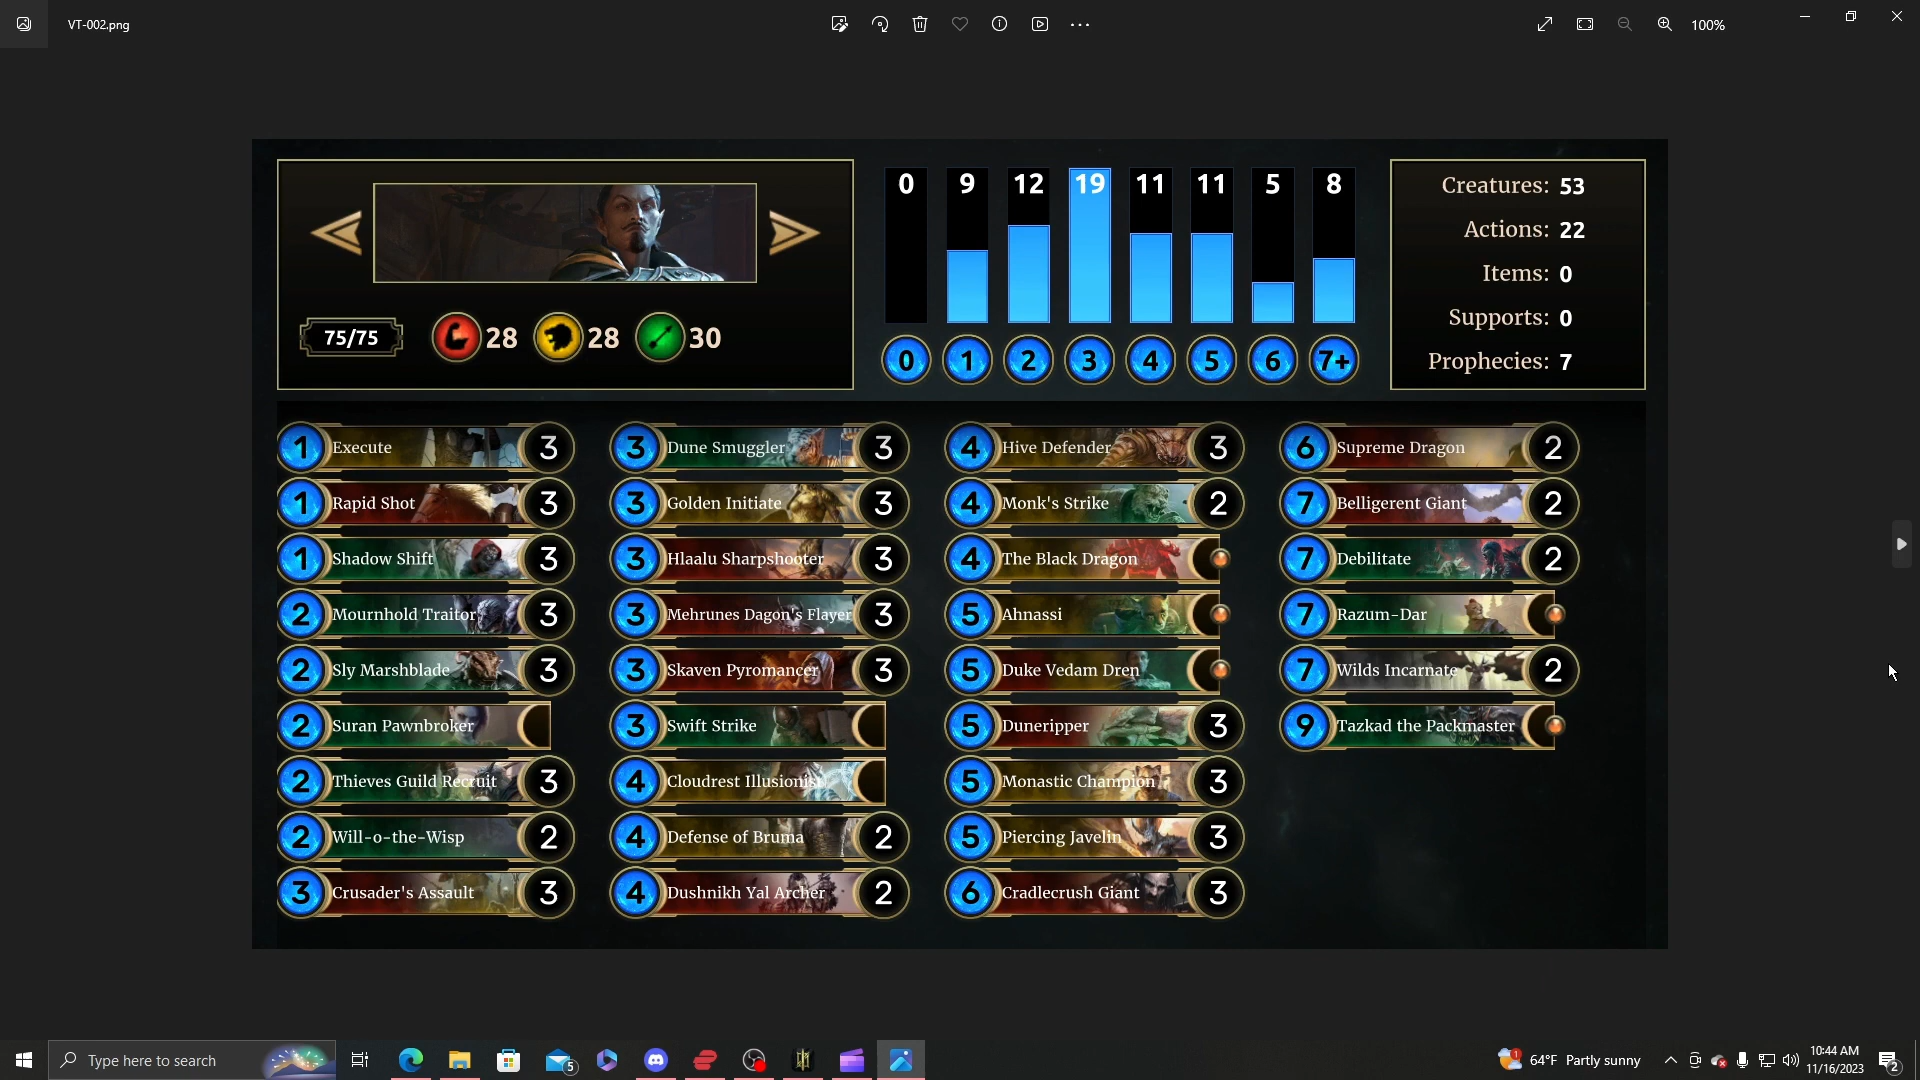 VT-002.png
100%
0 9 12 19 11 11 5 8
0 1 2 3 4 5 6 7+
75/75 28 28 30
Creatures: 53
Actions: 22
Items: 0
Supports: 0
Prophecies: 7
1 Execute 3
1 Rapid Shot 3
1 Shadow Shift 3
2 Mournhold Traitor 3
2 Sly Marshblade 3
2 Suran Pawnbroker
2 Thieves Guild Recruit 3
2 Will-o-the-Wisp 2
3 Crusader's Assault 3
3 Dune Smuggler 3
3 Golden Initiate 3
3 Hlaalu Sharpshooter 3
3 Mehrunes Dagon's Flayer 3
3 Skaven Pyromancer 3
3 Swift Strike
4 Cloudrest Illusionist
4 Defense of Bruma 2
4 Dushnikh Yal Archer 2
4 Hive Defender 3
4 Monk's Strike 2
4 The Black Dragon
5 Ahnassi
5 Duke Vedam Dren
5 Duneripper 3
5 Monastic Champion 3
5 Piercing Javelin 3
6 Cradlecrush Giant 3
6 Supreme Dragon 2
7 Belligerent Giant 2
7 Debilitate 2
7 Razum-Dar
7 Wilds Incarnate 2
9 Tazkad the Packmaster
Type here to search
5
1
64°F Partly sunny
10:44 AM
11/16/2023
2